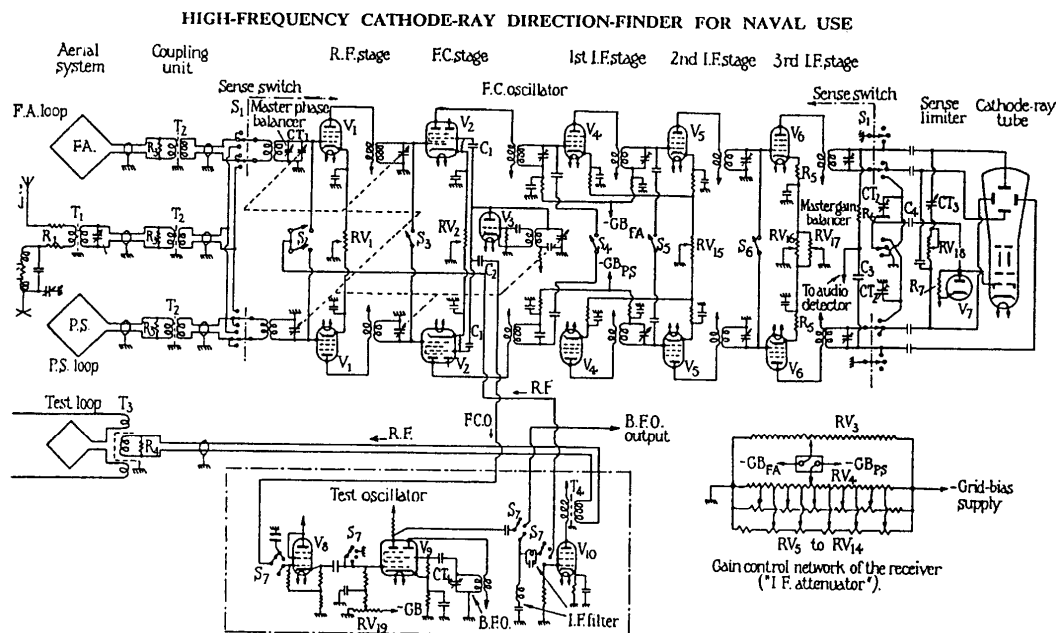 HIGH-FREQUENCY CATHODE-RAY DIRECTION-FINDER FOR NAVAL USE
Aerial system
Coupling unit
R.F. stage
F.C. stage
1st I.F. stage
2nd I.F. stage
3rd I.F. stage
F.C. oscillator
Sense switch
Sense switch
Sense limiter
Cathode-ray tube
F.A. loop
F.A.
T2
S1
Master phase balancer
CT1
V1
V2
C1
V4
V5
V6
S1
R5
CT2
C4
CT3
Master gain balancer
T1
T2
RV1
S3
RV2
V3
C2
S4
-GB FA
-GB PS
S5
RV15
S6
RV16
RV17
RV18
C3
To audio detector
R7
V7
P.S.
P.S. loop
T2
V1
V2
C1
V4
V5
V6
R5
Test loop
T3
R4
R.F.
R.F.
F.C.O.
B.F.O. output
Test oscillator
T4
S7
S7
S7
S7
V8
V9
V10
CT4
RV19
-GB
B.F.O.
I.F. filter
RV3
-GB FA
-GB PS
RV4
-Grid-bias supply
RV5 to RV14
Gain control network of the receiver
("I F. attenuator").